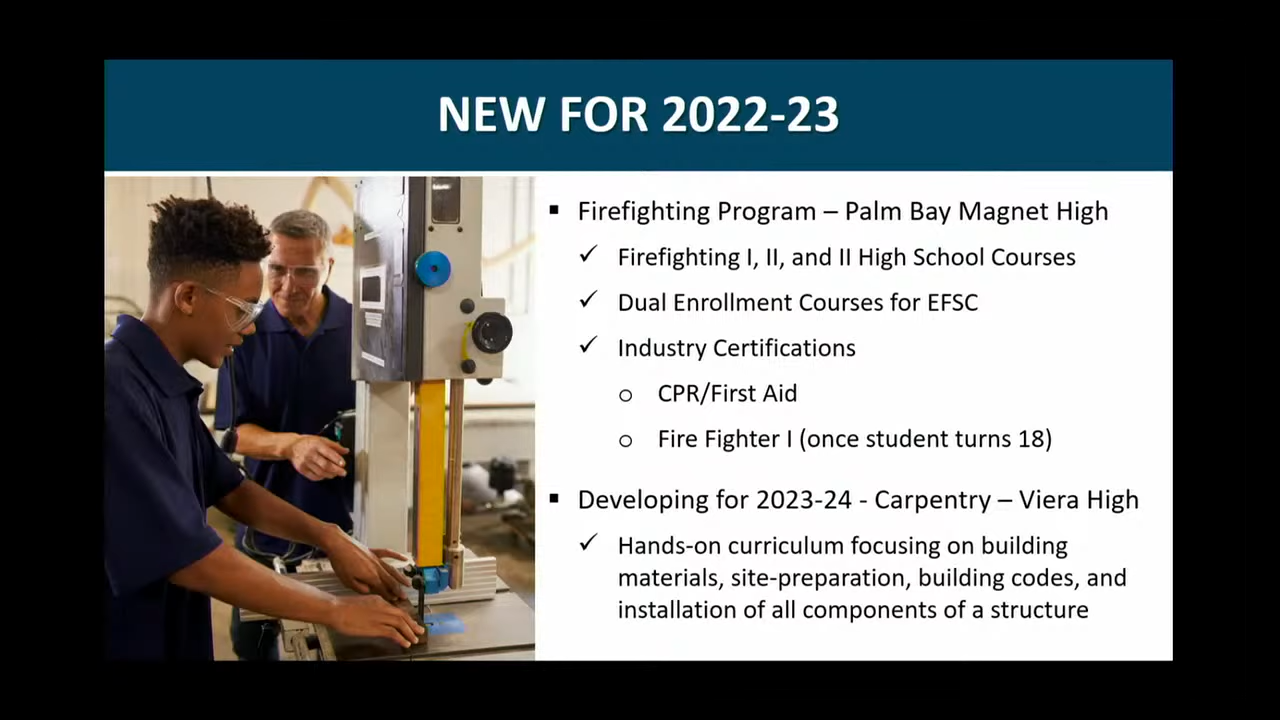 NEW FOR 2022-23
▪ Firefighting Program – Palm Bay Magnet High
✓ Firefighting I, II, and II High School Courses
✓ Dual Enrollment Courses for EFSC
✓ Industry Certifications
o CPR/First Aid
o Fire Fighter I (once student turns 18)
▪ Developing for 2023-24 - Carpentry – Viera High
✓ Hands-on curriculum focusing on building
materials, site-preparation, building codes, and
installation of all components of a structure